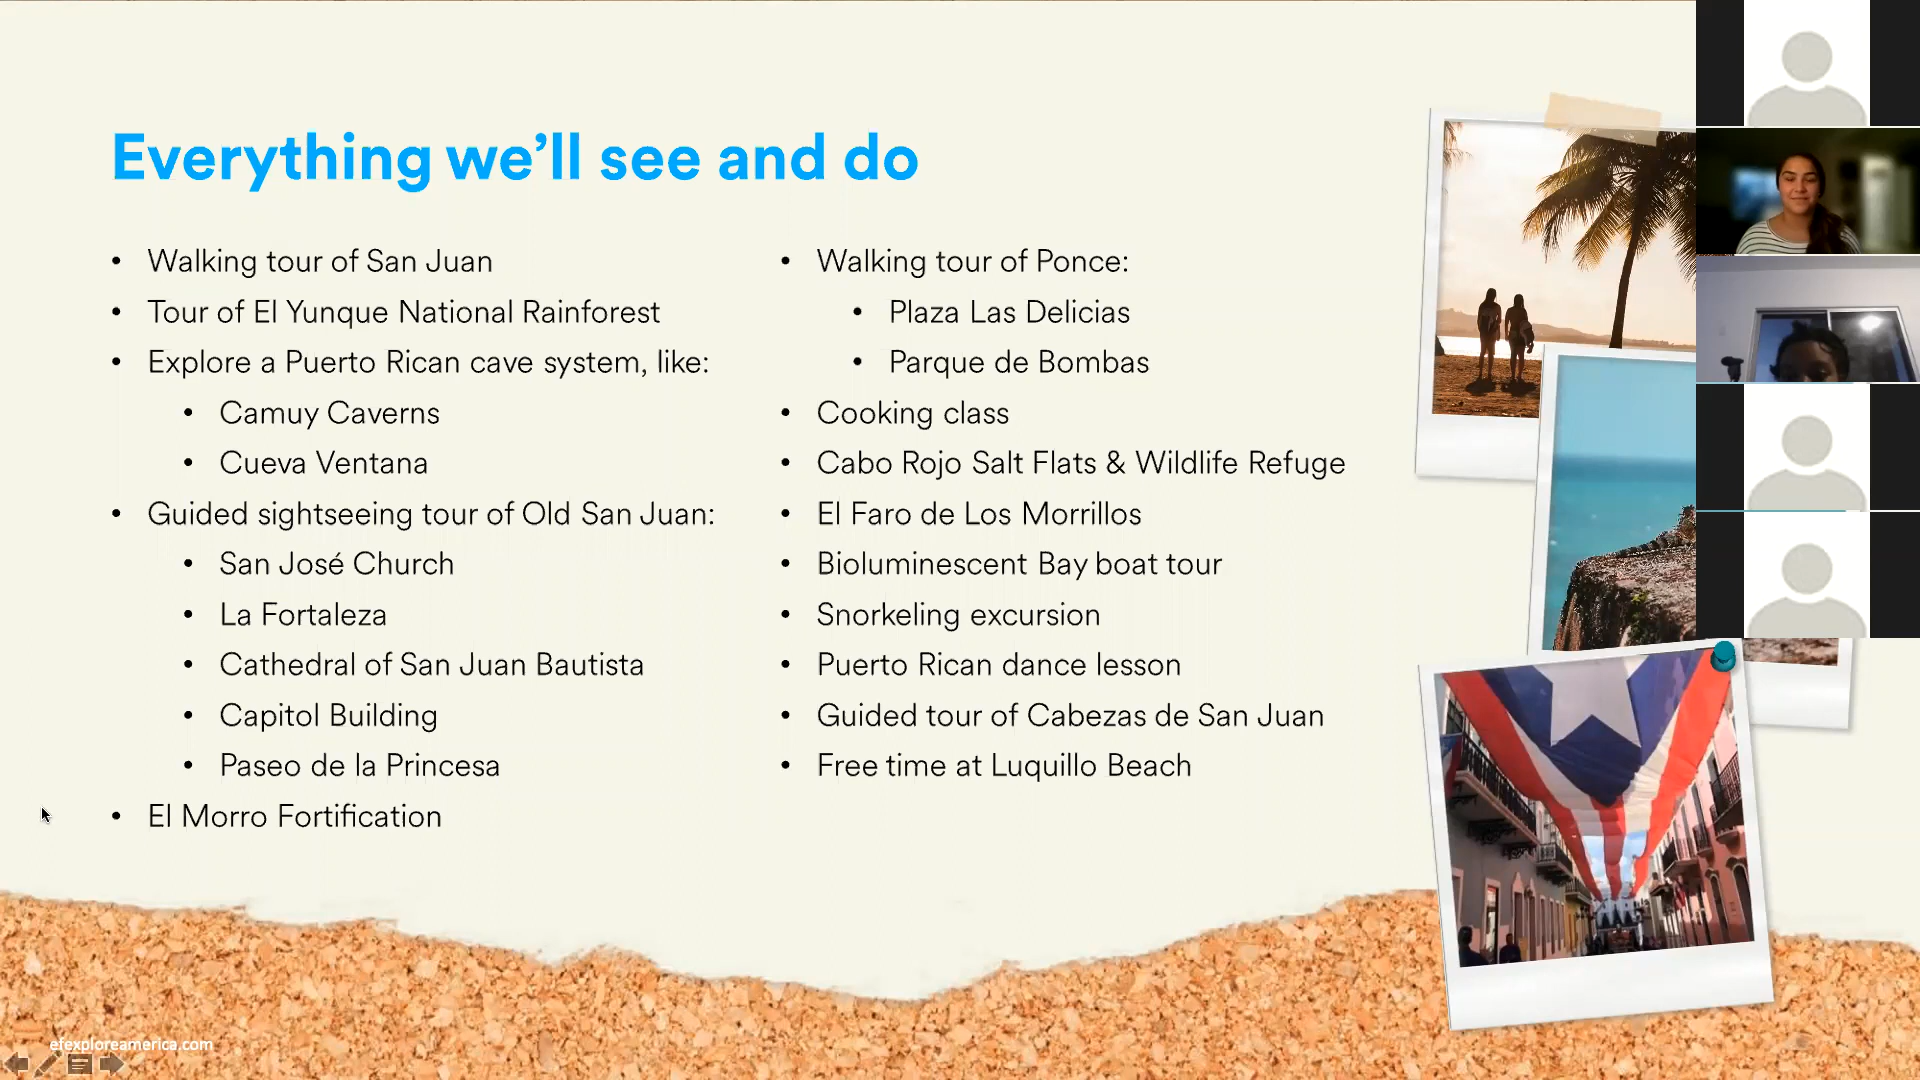 Everything we’ll see and do
• Walking tour of San Juan
• Tour of El Yunque National Rainforest
• Explore a Puerto Rican cave system, like:
• Camuy Caverns
• Cueva Ventana
• Guided sightseeing tour of Old San Juan:
• San José Church
• La Fortaleza
• Cathedral of San Juan Bautista
• Capitol Building
• Paseo de la Princesa
• El Morro Fortification
• Walking tour of Ponce:
• Plaza Las Delicias
• Parque de Bombas
• Cooking class
• Cabo Rojo Salt Flats & Wildlife Refuge
• El Faro de Los Morrillos
• Bioluminescent Bay boat tour
• Snorkeling excursion
• Puerto Rican dance lesson
• Guided tour of Cabezas de San Juan
• Free time at Luquillo Beach
efexploreamerica.com